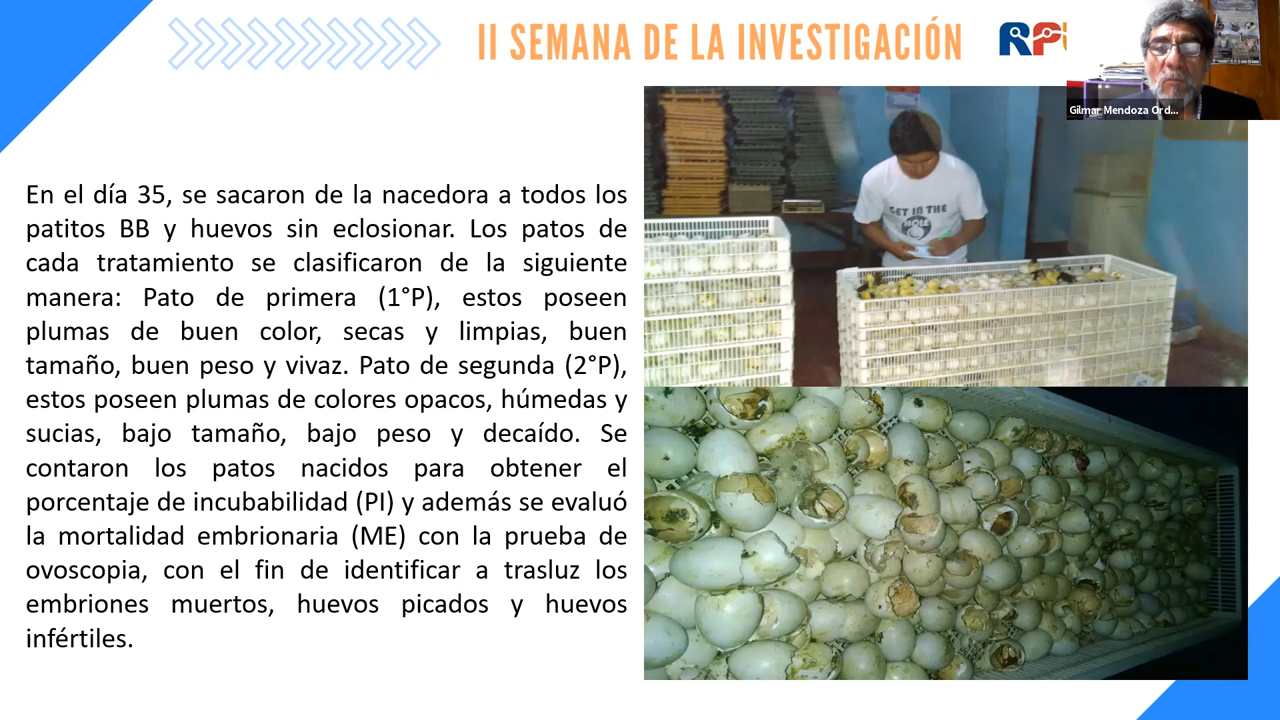 II SEMANA DE LA INVESTIGACIÓN
Gilmar Mendoza Ord...
En el día 35, se sacaron de la nacedora a todos los
patitos BB y huevos sin eclosionar. Los patos de
cada tratamiento se clasificaron de la siguiente
manera: Pato de primera (1°P), estos poseen
plumas de buen color, secas y limpias, buen
tamaño, buen peso y vivaz. Pato de segunda (2°P),
estos poseen plumas de colores opacos, húmedas y
sucias, bajo tamaño, bajo peso y decaído. Se
contaron los patos nacidos para obtener el
porcentaje de incubabilidad (PI) y además se evaluó
la mortalidad embrionaria (ME) con la prueba de
ovoscopia, con el fin de identificar a trasluz los
embriones muertos, huevos picados y huevos
infértiles.
GET IN THE
HOLE